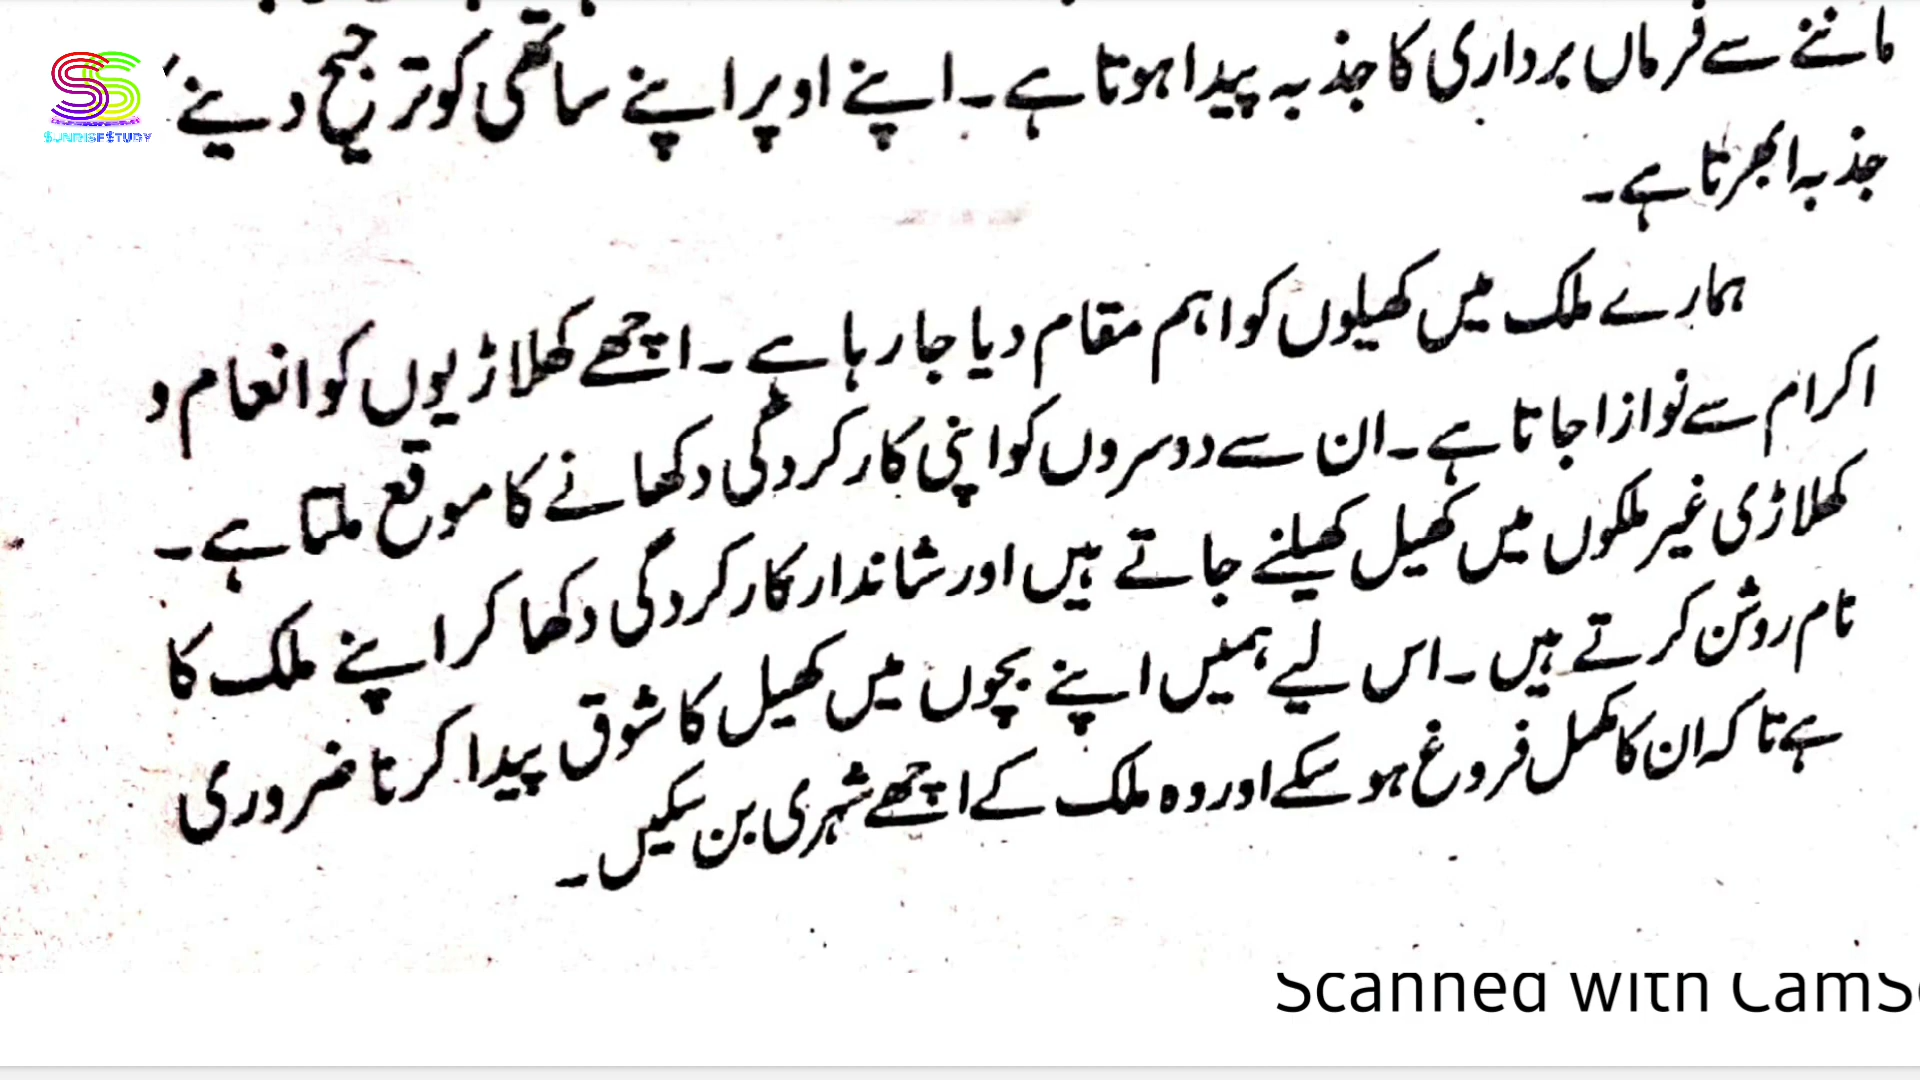 ماننے سے فرماں برداری کا جذبہ پیدا ہوتا ہے ۔ اپنے اوپر اپنے ساتھی کو ترجیح دینے
جذبہ ابھرتا ہے ۔
ہمارے ملک میں کھیلوں کو اہم مقام دیا جا رہا ہے ۔ اچھے کھلاڑیوں کو انعام و
اکرام سے نوازا جاتا ہے ۔ ان سے دوسروں کو اپنی کارکردگی دکھانے کا موقع ملتا ہے ۔
کھلاڑی غیر ملکوں میں کھیل کھیلنے جاتے ہیں اور شاندار کارکردگی دکھا کر اپنے ملک کا
نام روشن کرتے ہیں ۔ اس لیے ہمیں اپنے بچوں میں کھیل کا شوق پیدا کرنا ضروری
ہے تاکہ ان کا مکمل فروغ ہو سکے اور وہ ملک کے اچھے شہری بن سکیں ۔
SS
SUNRISESTUDY
Scanned with CamSc